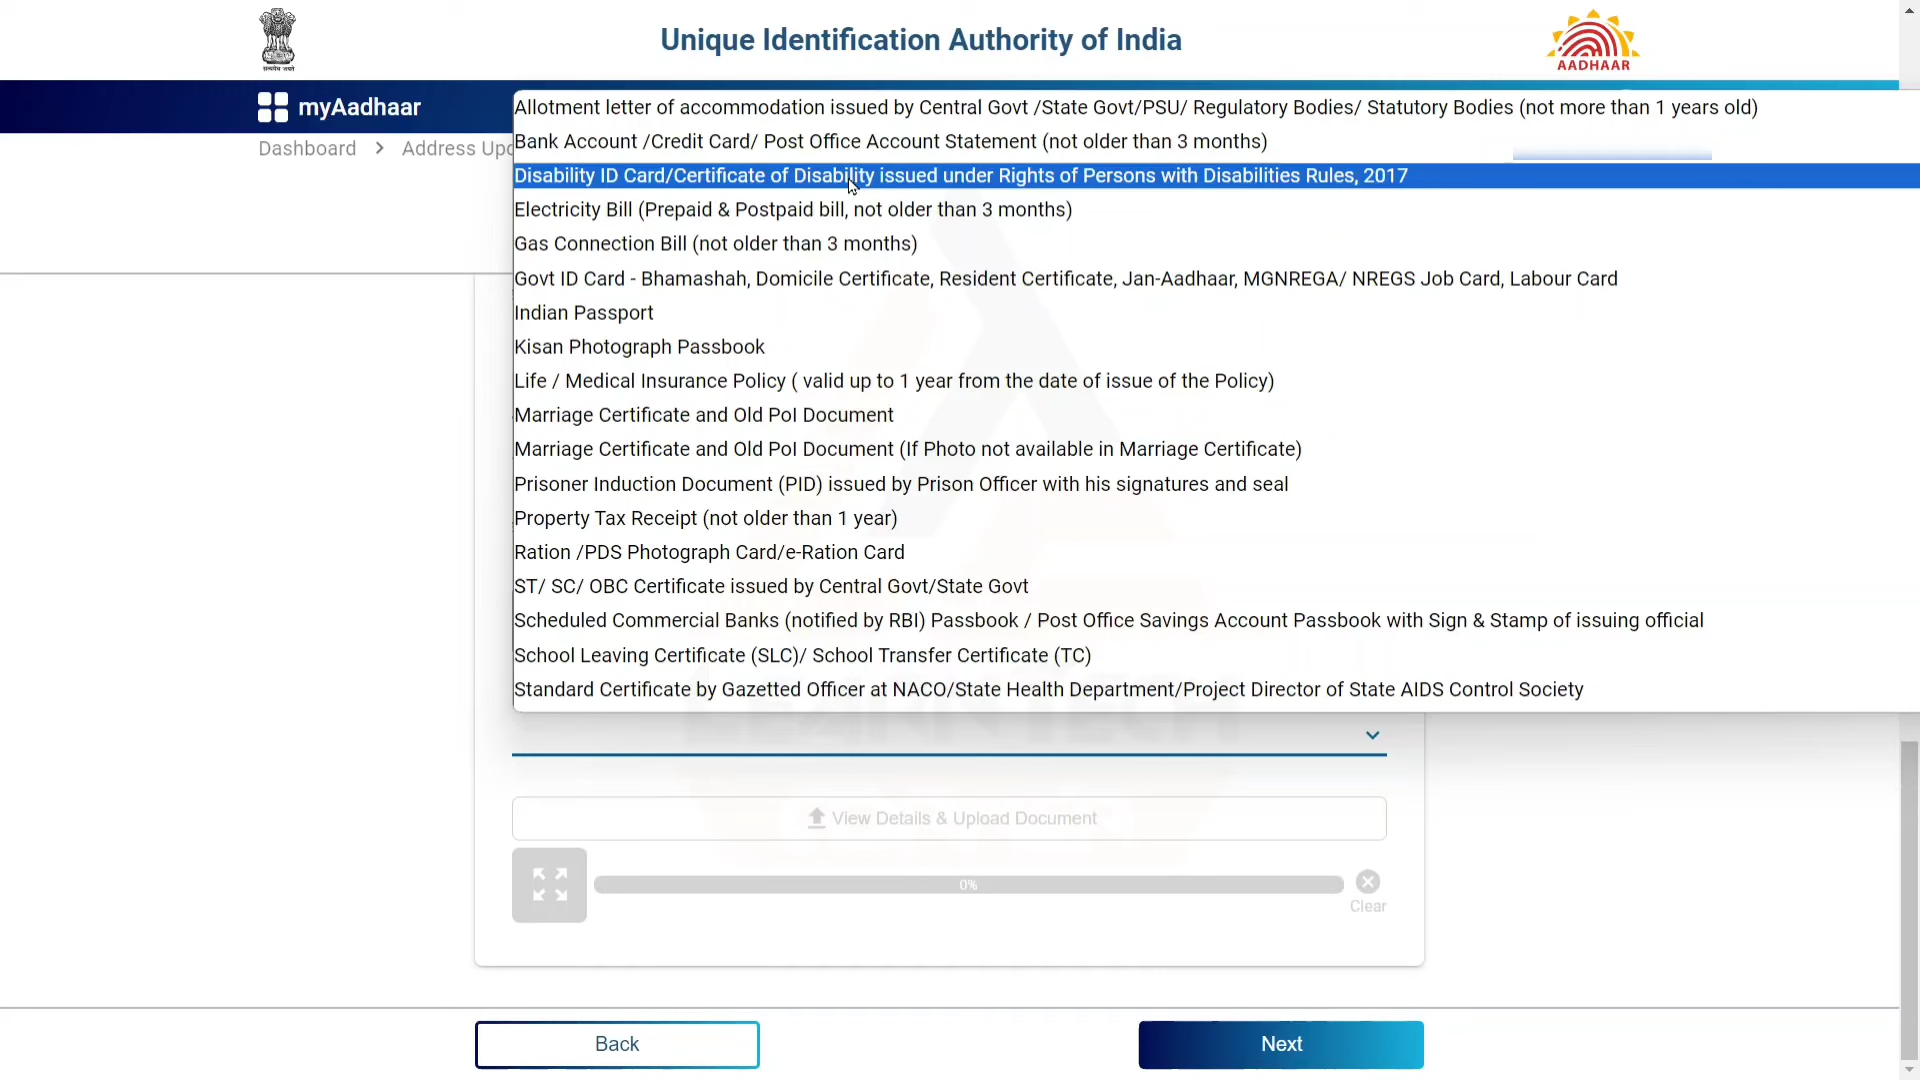 Unique Identification Authority of India
सत्यमेव जयते
AADHAAR
myAadhaar
Dashboard > Address Upd
Allotment letter of accommodation issued by Central Govt /State Govt/PSU/ Regulatory Bodies/ Statutory Bodies (not more than 1 years old)
Bank Account /Credit Card/ Post Office Account Statement (not older than 3 months)
Disability ID Card/Certificate of Disability issued under Rights of Persons with Disabilities Rules, 2017
Electricity Bill (Prepaid & Postpaid bill, not older than 3 months)
Gas Connection Bill (not older than 3 months)
Govt ID Card - Bhamashah, Domicile Certificate, Resident Certificate, Jan-Aadhaar, MGNREGA/ NREGS Job Card, Labour Card
Indian Passport
Kisan Photograph Passbook
Life / Medical Insurance Policy ( valid up to 1 year from the date of issue of the Policy)
Marriage Certificate and Old PoI Document
Marriage Certificate and Old PoI Document (If Photo not available in Marriage Certificate)
Prisoner Induction Document (PID) issued by Prison Officer with his signatures and seal
Property Tax Receipt (not older than 1 year)
Ration /PDS Photograph Card/e-Ration Card
ST/ SC/ OBC Certificate issued by Central Govt/State Govt
Scheduled Commercial Banks (notified by RBI) Passbook / Post Office Savings Account Passbook with Sign & Stamp of issuing official
School Leaving Certificate (SLC)/ School Transfer Certificate (TC)
Standard Certificate by Gazetted Officer at NACO/State Health Department/Project Director of State AIDS Control Society
LEARN TECH
View Details & Upload Document
0%
Clear
Back
Next